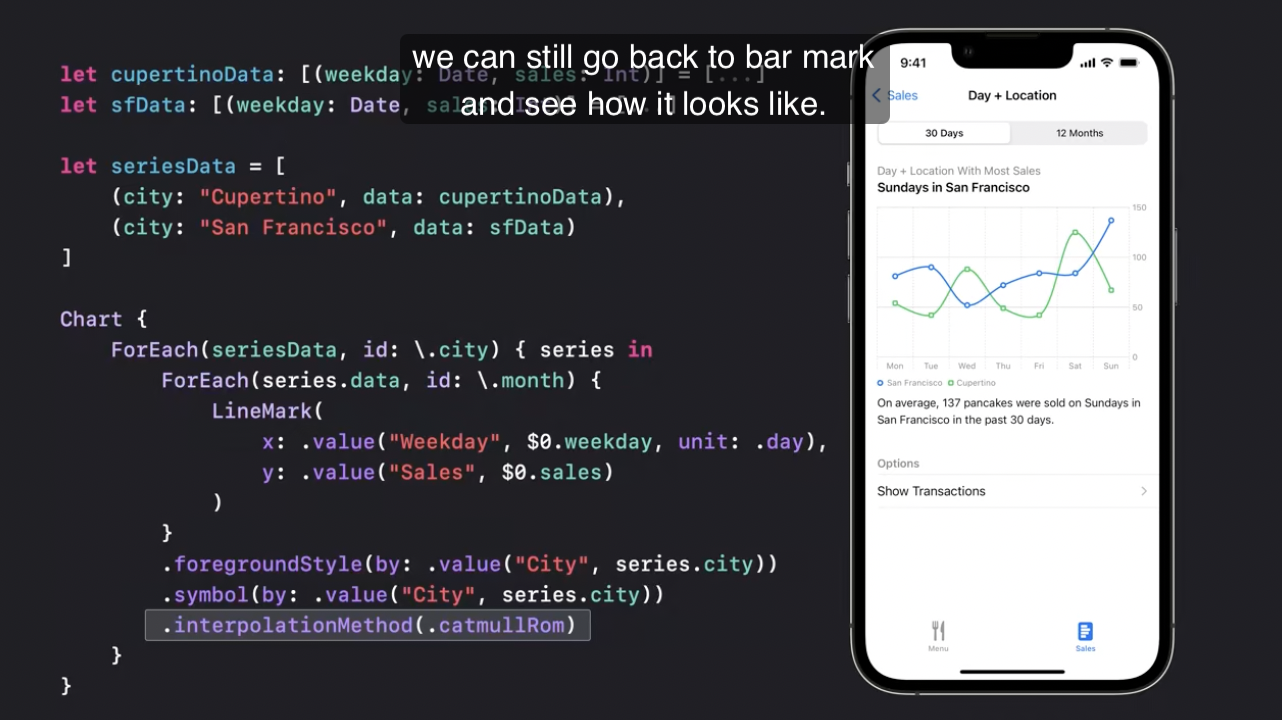 we can still go back to bar mark
and see how it looks like.
let cupertinoData: [(weekday: Date, sales: Int)] = [...]
let sfData: [(weekday: Date, sal
let seriesData = [
(city: "Cupertino", data: cupertinoData),
(city: "San Francisco", data: sfData)
]
Chart {
ForEach(seriesData, id: \.city) { series in
ForEach(series.data, id: \.month) {
LineMark(
x: .value("Weekday", $0.weekday, unit: .day),
y: .value("Sales", $0.sales)
)
}
.foregroundStyle(by: .value("City", series.city))
.symbol(by: .value("City", series.city))
.interpolationMethod(.catmullRom)
}
}
9:41
Sales
Day + Location
30 Days
12 Months
Day + Location With Most Sales
Sundays in San Francisco
150
100
50
0
Mon Tue Wed Thu Fri Sat Sun
San Francisco Cupertino
On average, 137 pancakes were sold on Sundays in
San Francisco in the past 30 days.
Options
Show Transactions
Menu
Sales